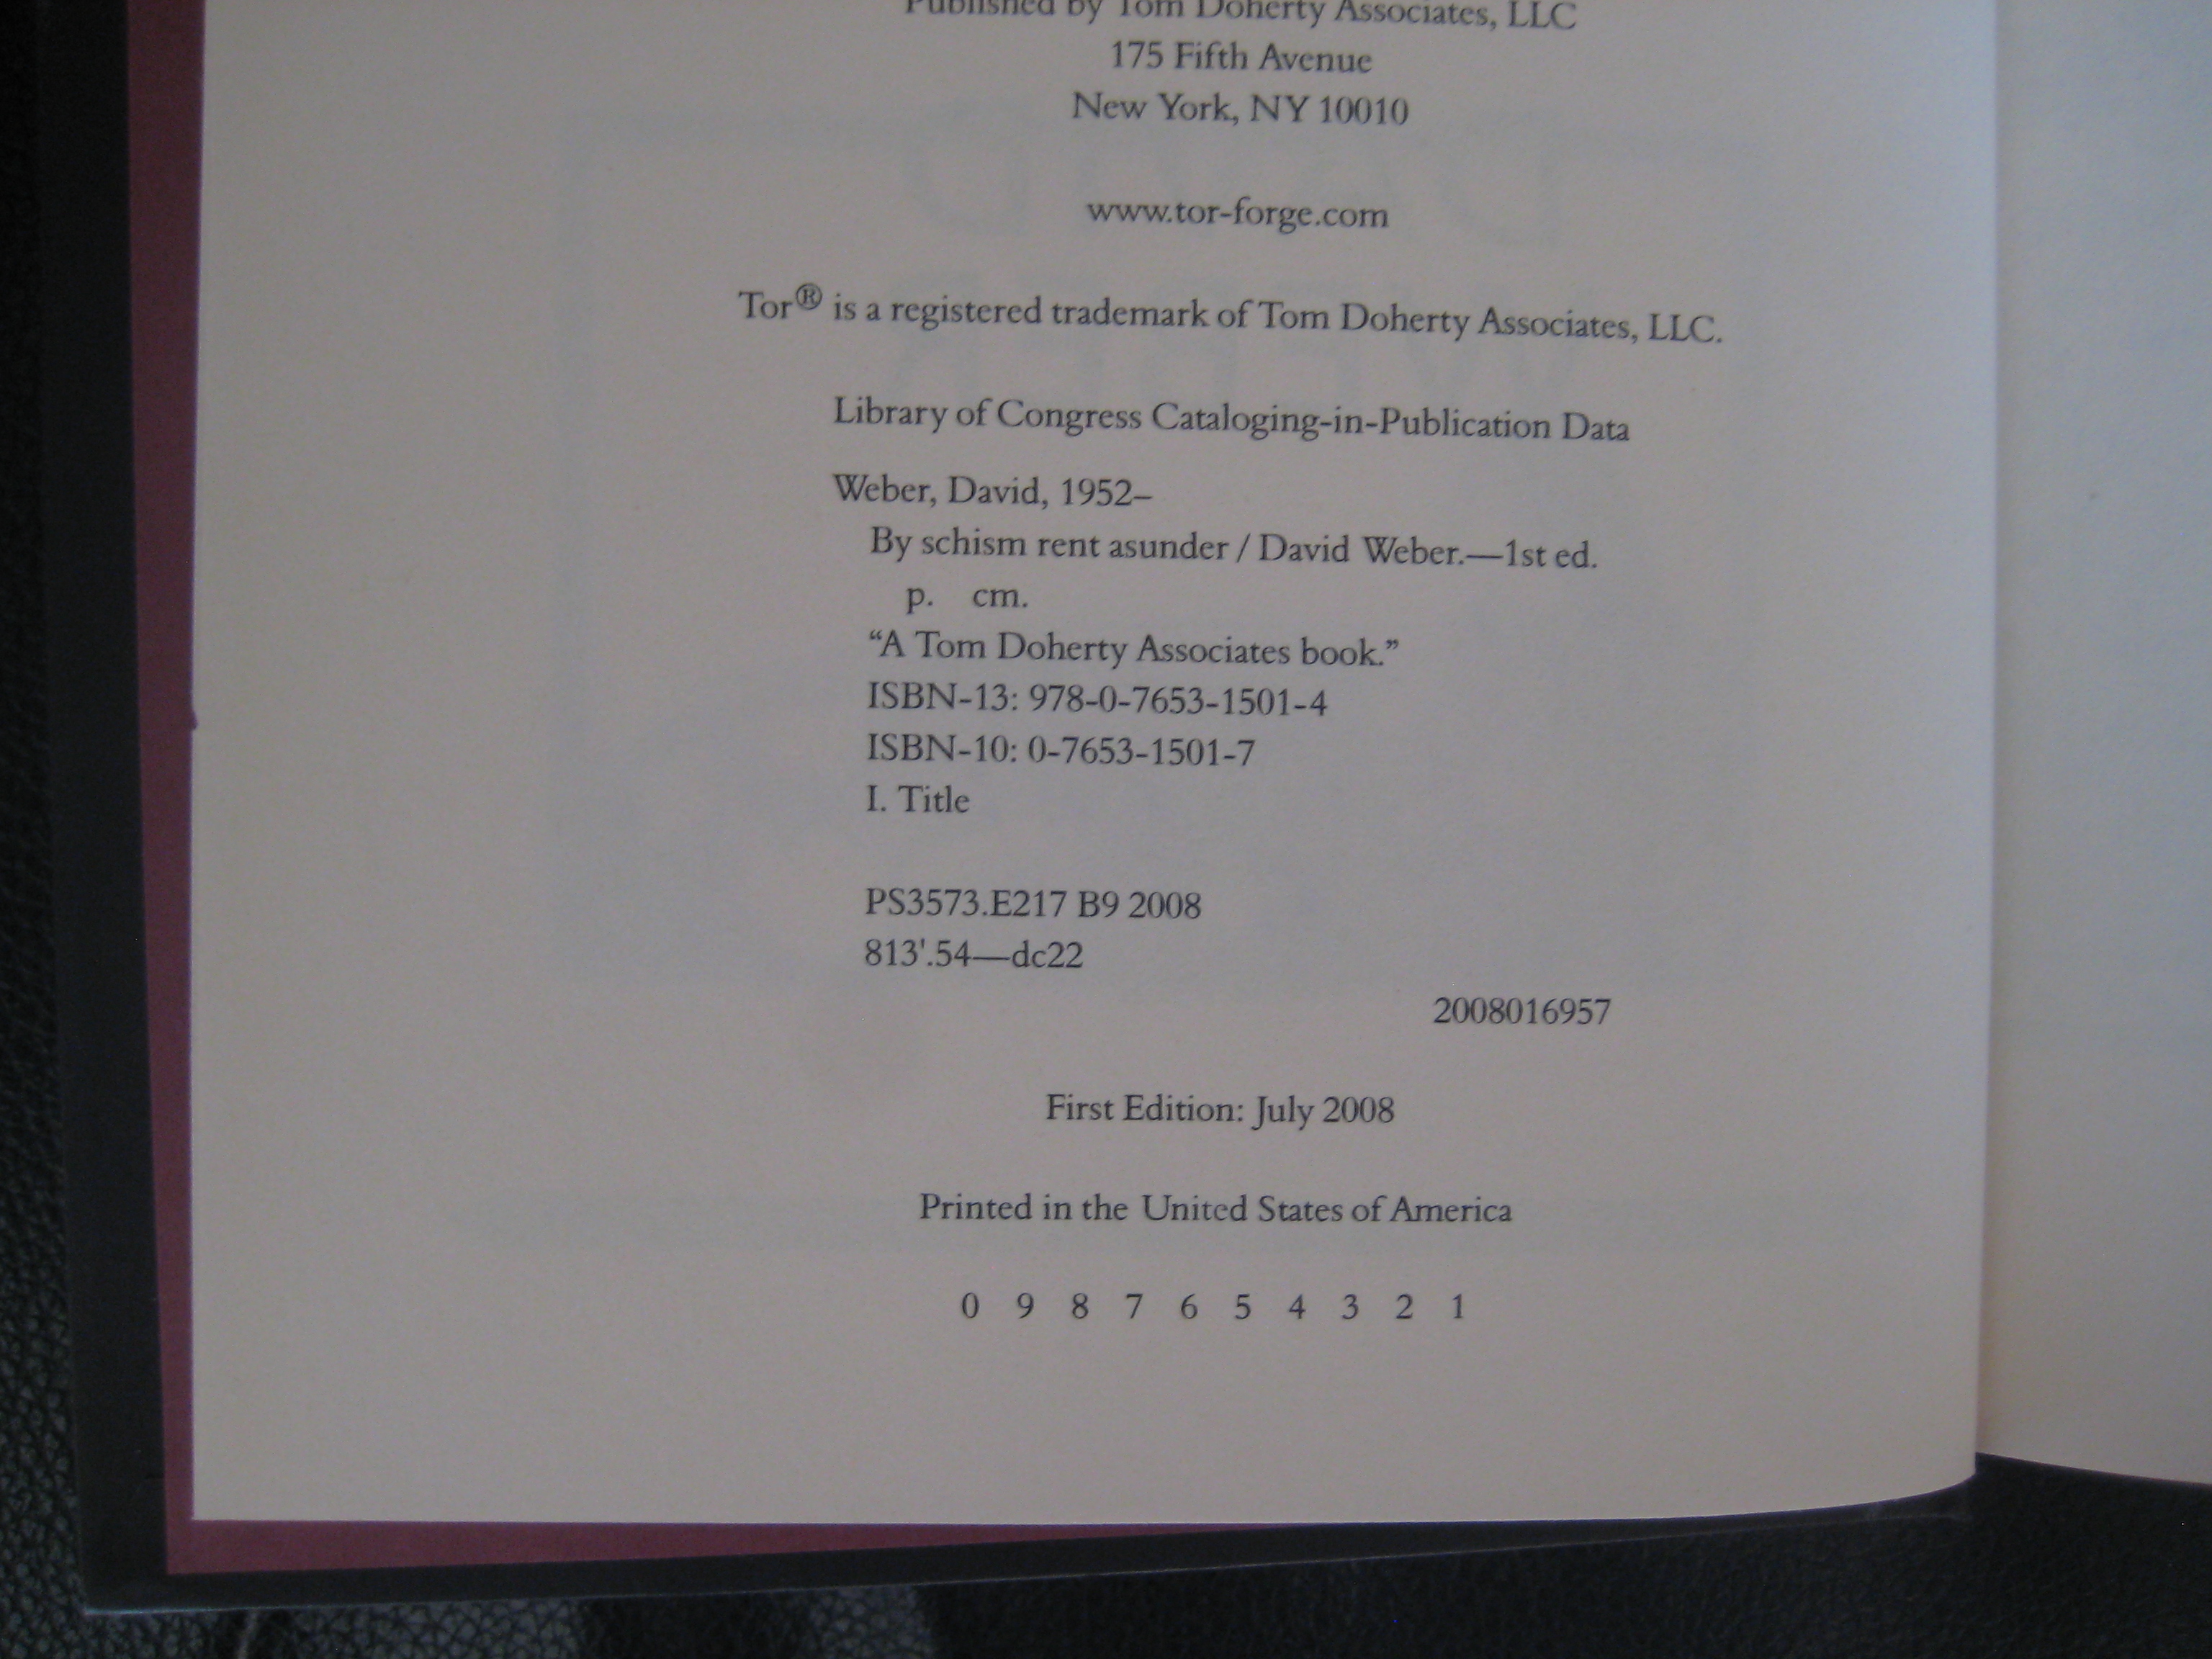 Published by Tom Doherty Associates, LLC
175 Fifth Avenue
New York, NY 10010
www.tor-forge.com
Tor® is a registered trademark of Tom Doherty Associates, LLC.
Library of Congress Cataloging-in-Publication Data
Weber, David, 1952–
By schism rent asunder / David Weber.—1st ed.
p. cm.
“A Tom Doherty Associates book.”
ISBN-13: 978-0-7653-1501-4
ISBN-10: 0-7653-1501-7
I. Title
PS3573.E217 B9 2008
813'.54—dc22
2008016957
First Edition: July 2008
Printed in the United States of America
0 9 8 7 6 5 4 3 2 1